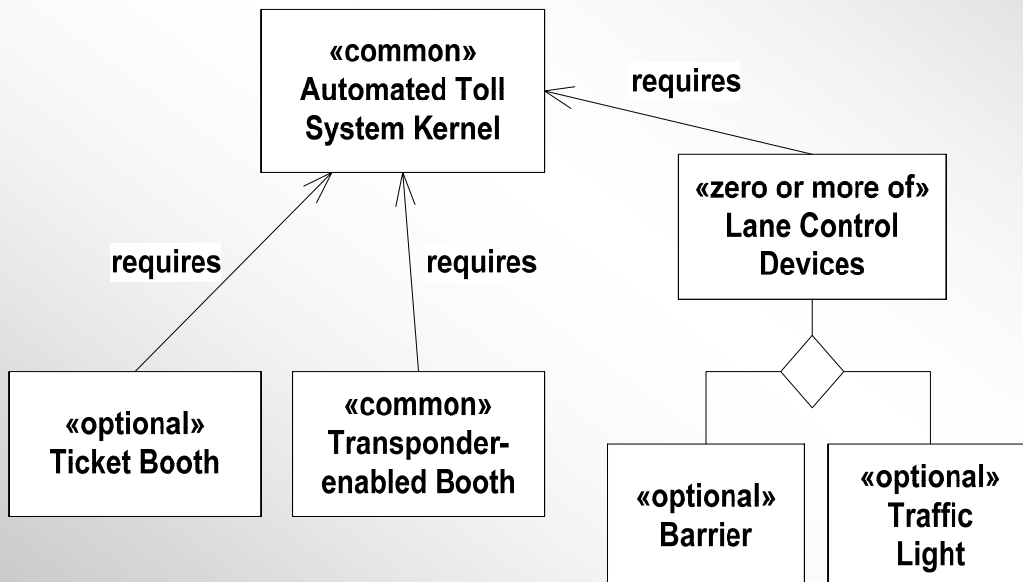 «common»
Automated Toll
System Kernel
requires
«zero or more of»
Lane Control
Devices
requires
requires
«optional»
Ticket Booth
«common»
Transponder-
enabled Booth
«optional»
Barrier
«optional»
Traffic
Light